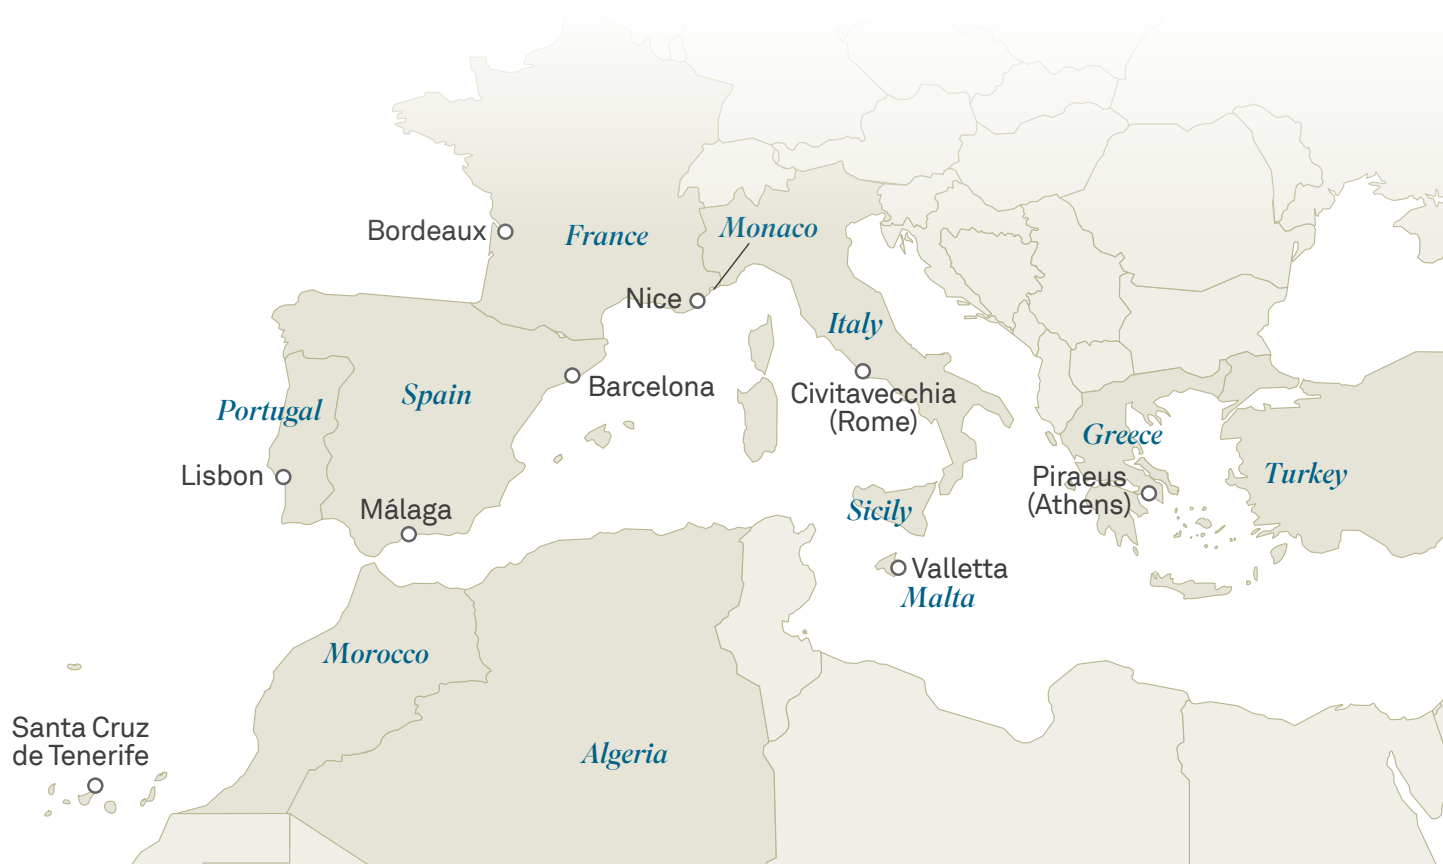 Bordeaux
France
Monaco
Nice
Italy
Barcelona
Spain
Portugal
Civitavecchia
(Rome)
Greece
Lisbon
Piraeus
(Athens)
Turkey
Málaga
Sicily
Valletta
Malta
Morocco
Santa Cruz
de Tenerife
Algeria